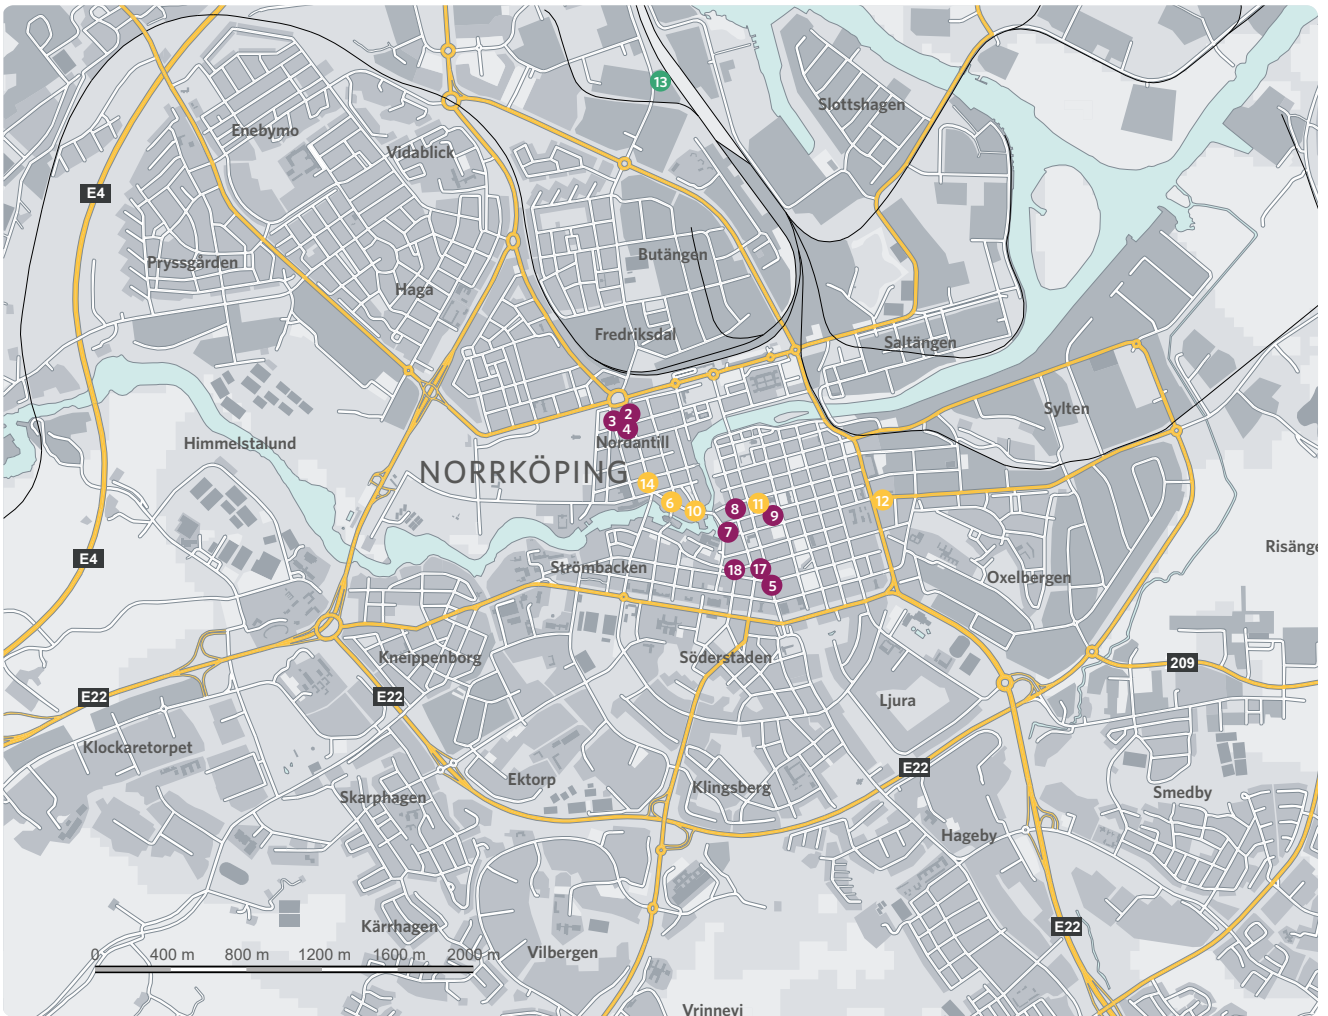 13
Slottshagen
Enebymo
Vidablick
E4
Butängen
Pryssgården
Haga
Fredriksdal
Saltängen
2
3
4
Sylten
Nordantill
Himmelstalund
NORRKÖPING
14
6
10
8
11
9
12
7
E4
Risänge
Strömbacken
18
17
5
Oxelbergen
Kneippenborg
Söderstaden
209
E22
E22
Ljura
Klockaretorpet
E22
Ektorp
Klingsberg
Skarphagen
Smedby
Hageby
Kärrhagen
E22
Vilbergen
0 400 m 800 m 1200 m 1600 m 2000 m
Vrinnevi